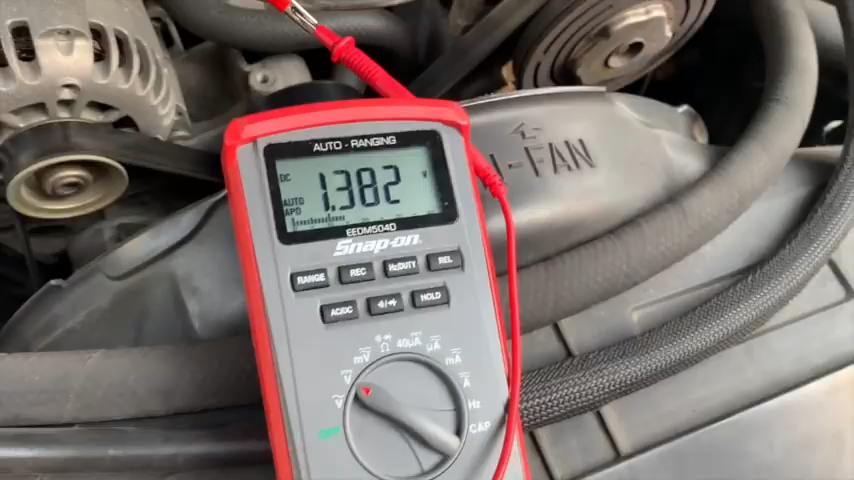 AUTO-RANGING
DC
1.382 V
AUTO
APD
EEDM504D
Snap-on
RANGE REC Hz/DUTY REL
AC/DC HOLD
Ω 40µA µA
mV mA
V A
V Hz
OFF CAP
-FAN